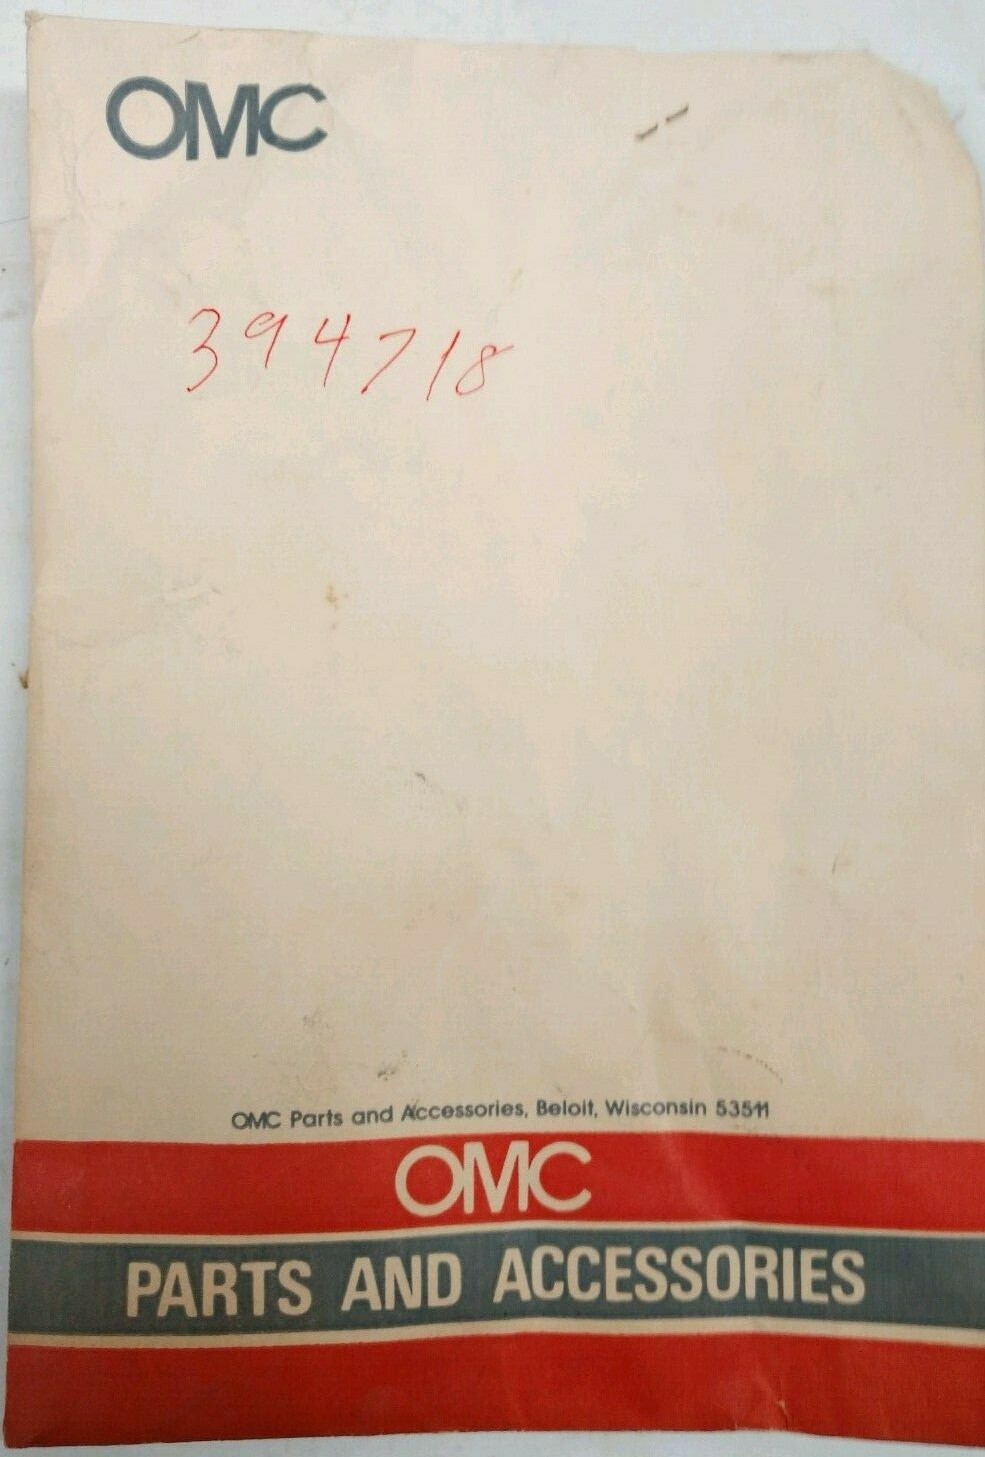 OMC
394718
OMC Parts and Accessories, Beloit, Wisconsin 53511
OMC
PARTS AND ACCESSORIES